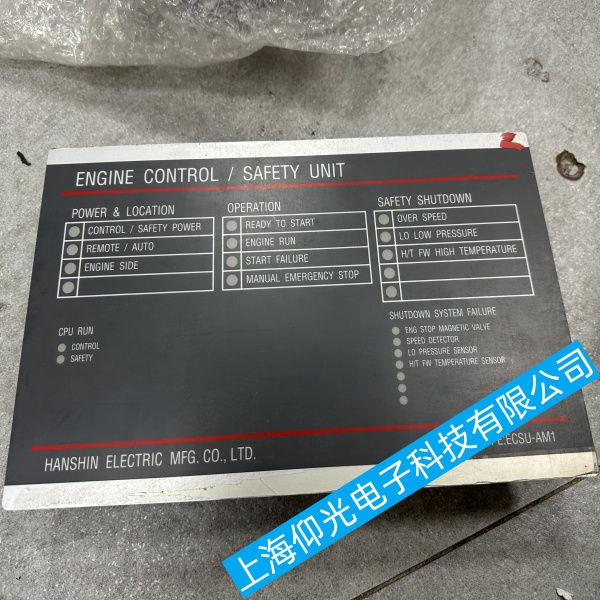 ENGINE CONTROL / SAFETY UNIT
POWER & LOCATION
CONTROL / SAFETY POWER
REMOTE / AUTO
ENGINE SIDE
OPERATION
READY TO START
ENGINE RUN
START FAILURE
MANUAL EMERGENCY STOP
SAFETY SHUTDOWN
OVER SPEED
LO LOW PRESSURE
H/T FW HIGH TEMPERATURE
CPU RUN
CONTROL
SAFETY
SHUTDOWN SYSTEM FAILURE
ENG STOP MAGNETIC VALVE
SPEED DETECTOR
LO PRESSURE SENSOR
H/T FW TEMPERATURE SENSOR
HANSHIN ELECTRIC MFG. CO., LTD.
ECSU-AM1
上海仰光电子科技有限公司